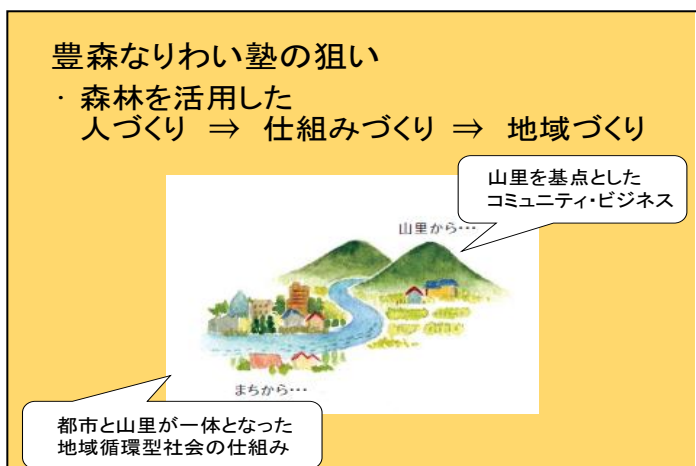 豊森なりわい塾の狙い
・ 森林を活用した
人づくり ⇒ 仕組みづくり ⇒ 地域づくり
山里を基点とした
コミュニティ・ビジネス
山里から･･･
まちから･･･
都市と山里が一体となった
地域循環型社会の仕組み